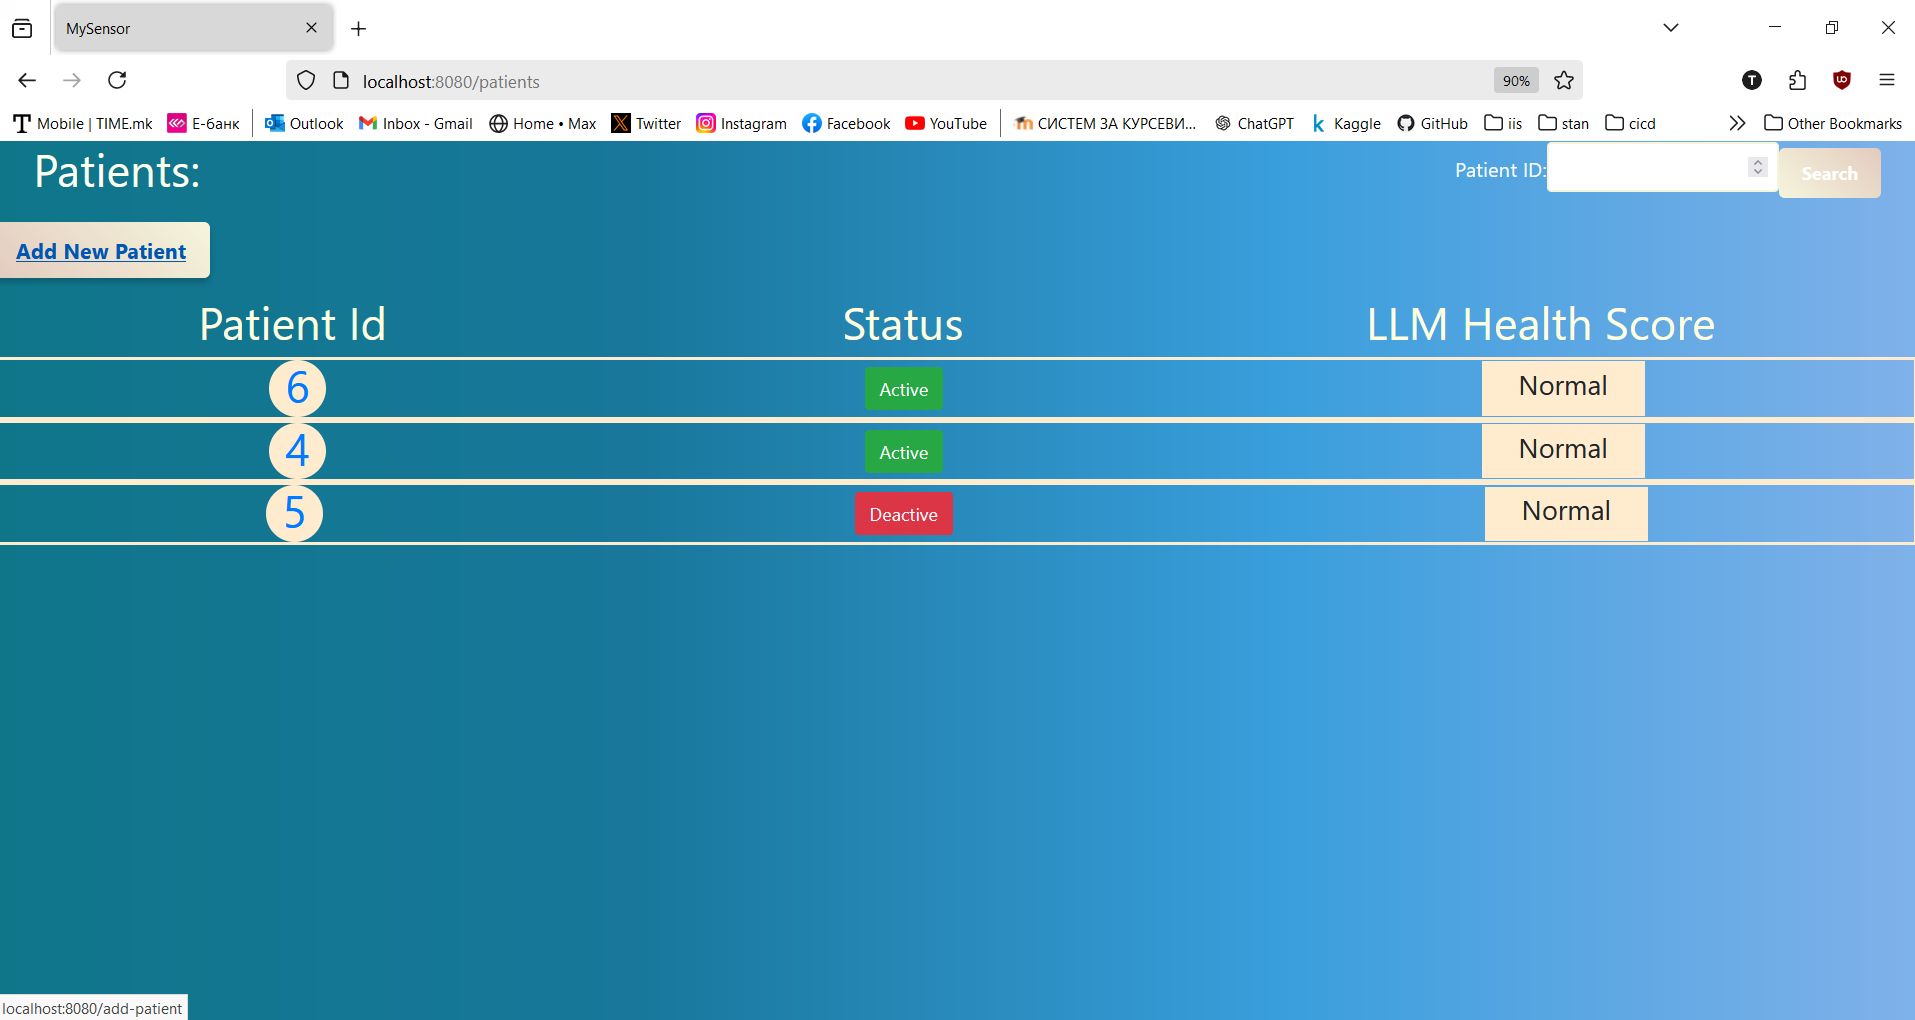 MySensor
localhost:8080/patients
90%
T
Mobile | TIME.mk
Е-банк
Outlook
Inbox - Gmail
Home • Max
Twitter
Instagram
Facebook
YouTube
СИСТЕМ ЗА КУРСЕВИ...
ChatGPT
Kaggle
GitHub
iis
stan
cicd
Other Bookmarks
Patients:
Patient ID:
Search
Add New Patient
Patient Id Status LLM Health Score
6 Active Normal
4 Active Normal
5 Deactive Normal
localhost:8080/add-patient